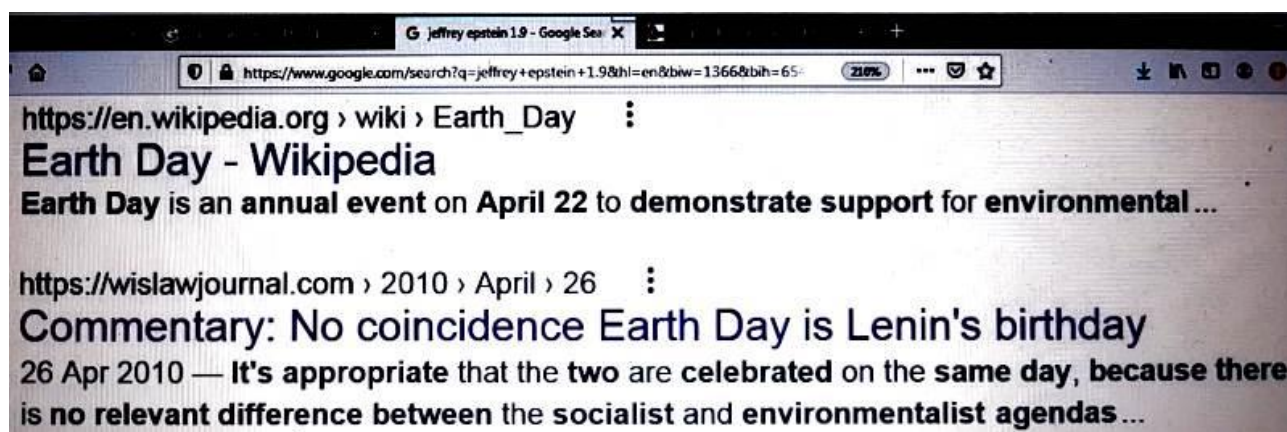 G jeffrey epstein 1.9 - Google Sea X +
https://www.google.com/search?q=jeffrey+epstein+1.9&hl=en&biw=1366&bih=65
210%
https://en.wikipedia.org › wiki › Earth_Day
Earth Day - Wikipedia
Earth Day is an annual event on April 22 to demonstrate support for environmental ...
https://wislawjournal.com › 2010 › April › 26
Commentary: No coincidence Earth Day is Lenin's birthday
26 Apr 2010 — It's appropriate that the two are celebrated on the same day, because there
is no relevant difference between the socialist and environmentalist agendas ...